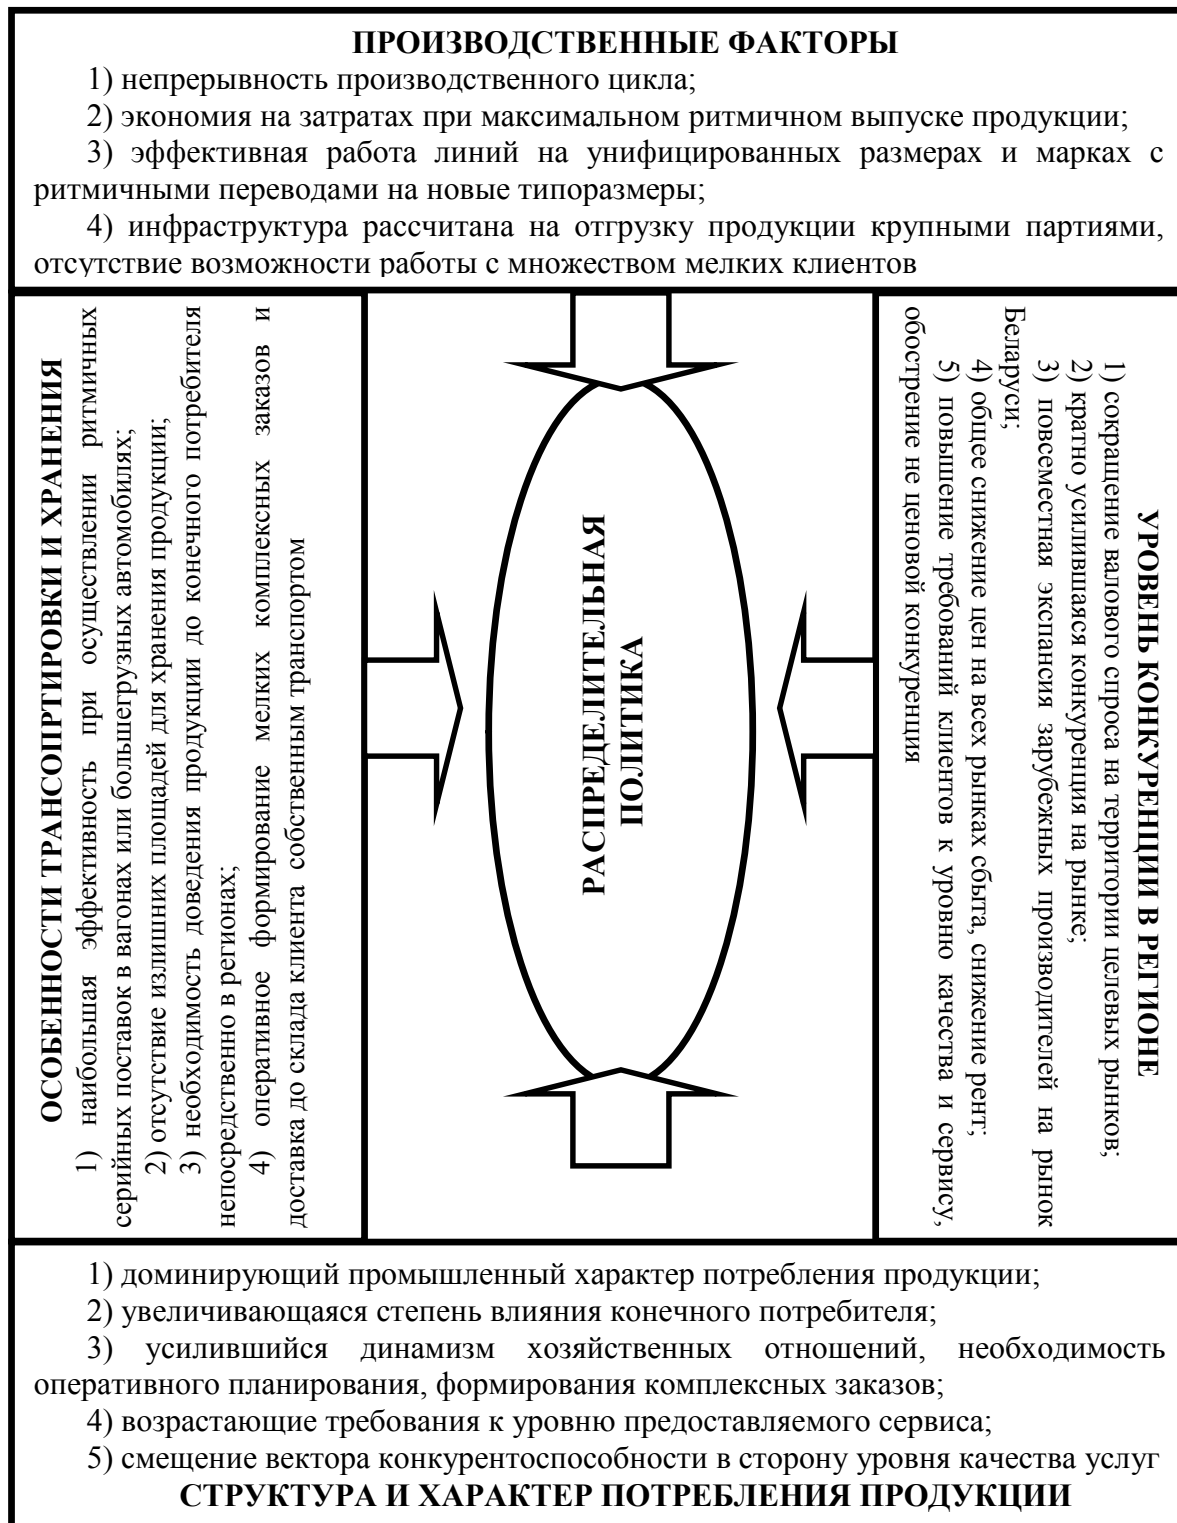 ПРОИЗВОДСТВЕННЫЕ ФАКТОРЫ
1) непрерывность производственного цикла;
2) экономия на затратах при максимальном ритмичном выпуске продукции;
3) эффективная работа линий на унифицированных размерах и марках с
ритмичными переводами на новые типоразмеры;
4) инфраструктура рассчитана на отгрузку продукции крупными партиями,
отсутствие возможности работы с множеством мелких клиентов
ОСОБЕННОСТИ ТРАНСОПРТИРОВКИ И ХРАНЕНИЯ
1) наибольшая эффективность при осуществлении ритмичных
серийных поставок в вагонах или большегрузных автомобилях;
2) отсутствие излишних площадей для хранения продукции;
3) необходимость доведения продукции до конечного потребителя
непосредственно в регионах;
4) оперативное формирование мелких комплексных заказов и
доставка до склада клиента собственным транспортом
РАСПРЕДЕЛИТЕЛЬНАЯ
ПОЛИТИКА
УРОВЕНЬ КОНКУРЕНЦИИ В РЕГИОНЕ
1) сокращение валового спроса на территории целевых рынков;
2) кратно усилившаяся конкуренция на рынке;
3) повсеместная экспансия зарубежных производителей на рынок
Беларуси;
4) общее снижение цен на всех рынках сбыта, снижение рент;
5) повышение требований клиентов к уровню качества и сервису,
обострение не ценовой конкуренция
1) доминирующий промышленный характер потребления продукции;
2) увеличивающаяся степень влияния конечного потребителя;
3) усилившийся динамизм хозяйственных отношений, необходимость
оперативного планирования, формирования комплексных заказов;
4) возрастающие требования к уровню предоставляемого сервиса;
5) смещение вектора конкурентоспособности в сторону уровня качества услуг
СТРУКТУРА И ХАРАКТЕР ПОТРЕБЛЕНИЯ ПРОДУКЦИИ